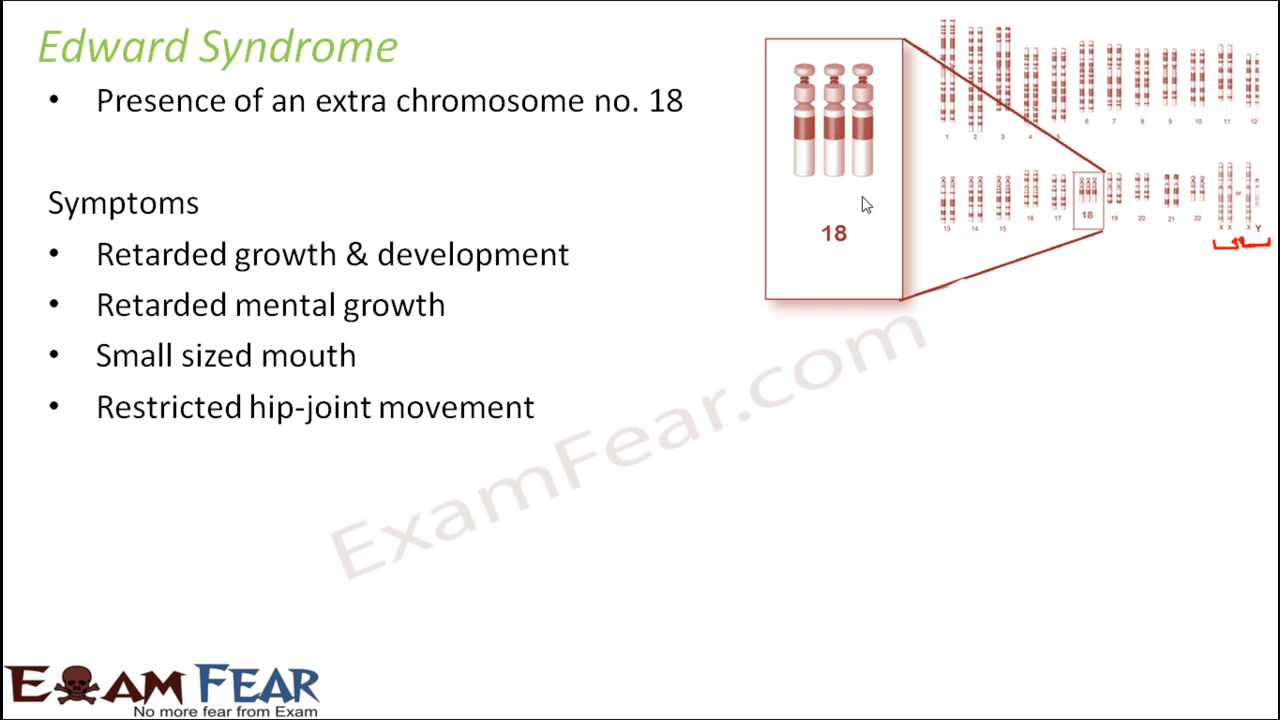 Edward Syndrome
• Presence of an extra chromosome no. 18
Symptoms
• Retarded growth & development
• Retarded mental growth
• Small sized mouth
• Restricted hip-joint movement
18
1 2 3 4 5 6 7 8 9 10 11 12
13 14 15 16 17 18 19 20 21 22 X X or X Y
ExamFear.com
EXAM FEAR
No more fear from Exam